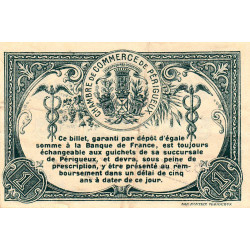 CHAMBRE DE COMMERCE DE PÉRIGUEUX
Ce billet, garanti par dépôt d'égale
somme à la Banque de France, est toujours
échangeable aux guichets de sa succursale
de Périgueux, et devra, sous peine de
prescription, y être présenté au rem-
boursement dans un délai de cinq
ans à dater de ce jour.
1
1